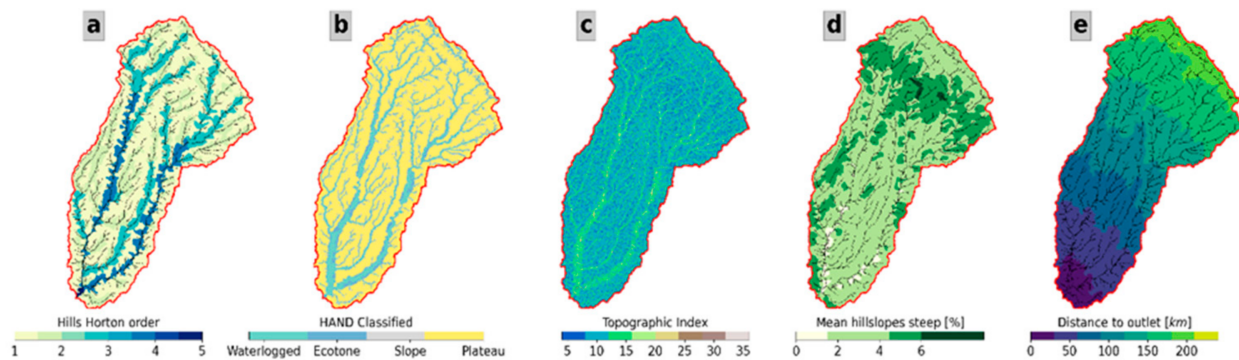 a b c d e
Hills Horton order HAND Classified Topographic Index Mean hillslopes steep [%] Distance to outlet [km]
1 2 3 4 5 Waterlogged Ecotone Slope Plateau 5 10 15 20 25 30 35 0 2 4 6 0 50 100 150 200